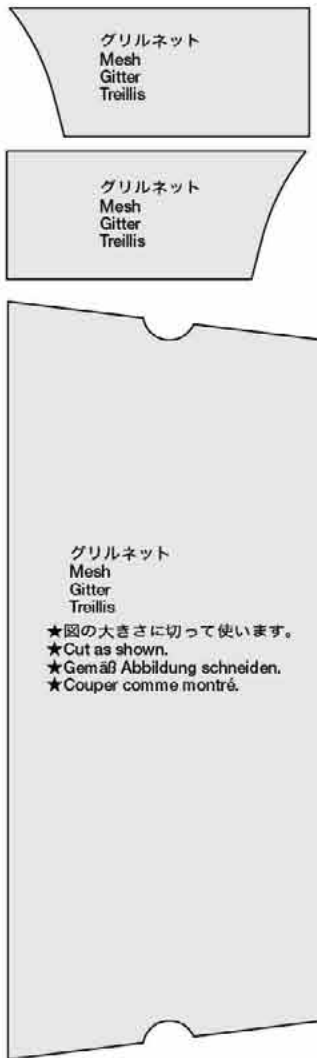 グリルネット
Mesh
Gitter
Treillis
グリルネット
Mesh
Gitter
Treillis
グリルネット
Mesh
Gitter
Treillis
★図の大きさに切って使います。
★Cut as shown.
★Gemäß Abbildung schneiden.
★Couper comme montré.